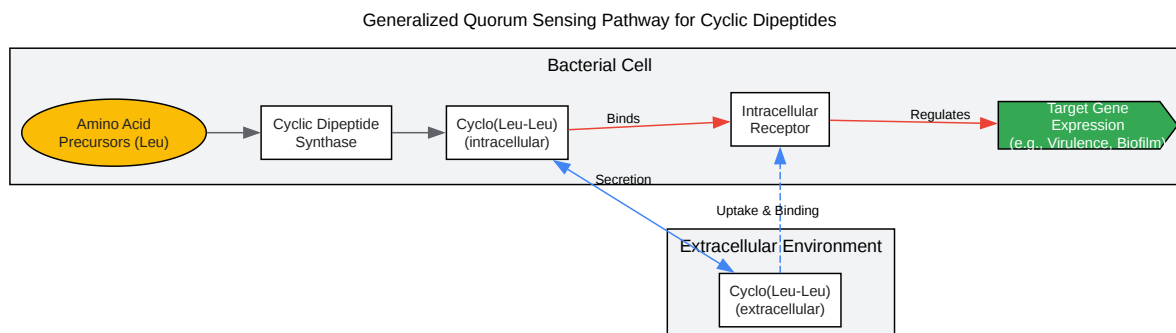 Generalized Quorum Sensing Pathway for Cyclic Dipeptides
Bacterial Cell
Amino Acid
Precursors (Leu)
Cyclic Dipeptide
Synthase
Cyclo(Leu-Leu)
(intracellular)
Binds
Intracellular
Receptor
Regulates
Target Gene
Expression
(e.g., Virulence, Biofilm)
Secretion
Uptake & Binding
Extracellular Environment
Cyclo(Leu-Leu)
(extracellular)